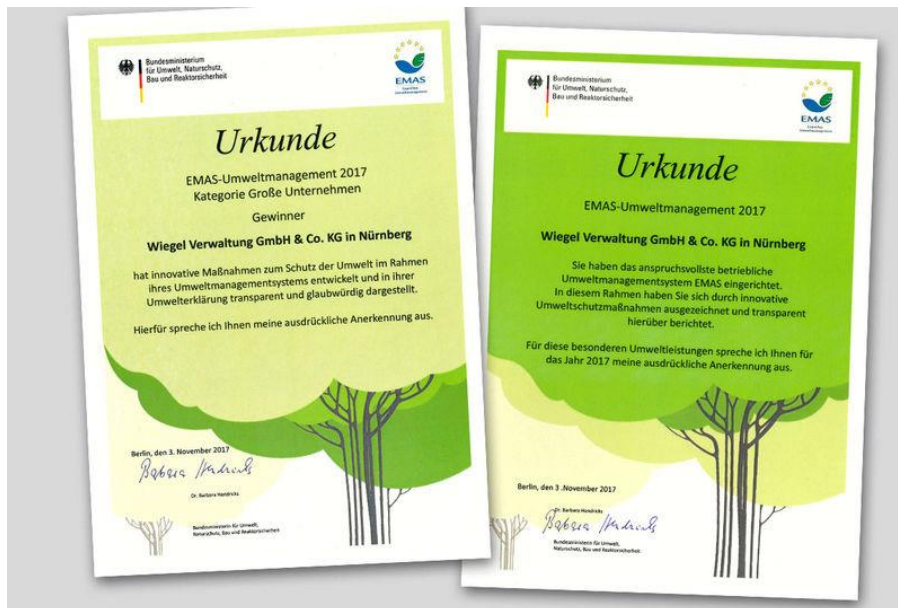 Bundesministerium
für Umwelt, Naturschutz,
Bau und Reaktorsicherheit
EMAS
Urkunde
EMAS-Umweltmanagement 2017
Kategorie Große Unternehmen
Gewinner
Wiegel Verwaltung GmbH & Co. KG in Nürnberg
hat innovative Maßnahmen zum Schutz der Umwelt im Rahmen
ihres Umweltmanagementsystems entwickelt und in ihrer
Umwelterklärung transparent und glaubwürdig dargestellt.
Hierfür spreche ich Ihnen meine ausdrückliche Anerkennung aus.
Berlin, den 3. November 2017
Barbara Hendricks
Dr. Barbara Hendricks
Bundesministerin für Umwelt,
Naturschutz, Bau und Reaktorsicherheit
Bundesministerium
für Umwelt, Naturschutz,
Bau und Reaktorsicherheit
EMAS
Urkunde
EMAS-Umweltmanagement 2017
Wiegel Verwaltung GmbH & Co. KG in Nürnberg
Sie haben das anspruchsvollste betriebliche
Umweltmanagementsystem EMAS eingerichtet.
In diesem Rahmen haben Sie sich durch innovative
Umweltschutzmaßnahmen ausgezeichnet und transparent
hierüber berichtet.
Für diese besonderen Umweltleistungen spreche ich Ihnen für
das Jahr 2017 meine ausdrückliche Anerkennung aus.
Berlin, den 3 .November 2017
Dr. Barbara Hendricks
Barbara Hendricks
Bundesministerin für Umwelt,
Naturschutz, Bau und Reaktorsicherheit